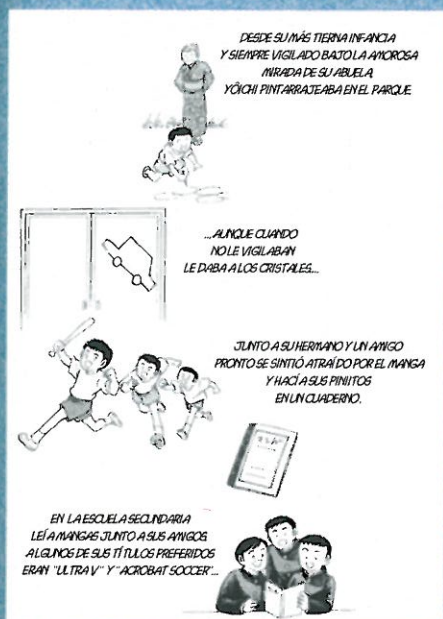 DESDE SU MÁS TIERNA INFANCIA
Y SIEMPRE VIGILADO BAJO LA AMOROSA
MIRADA DE SU ABUELA,
YÔICHI PINTARRAJEABA EN EL PARQUE.
...AUNQUE CUANDO
NO LE VIGILABAN
LE DABA A LOS CRISTALES...
JUNTO A SU HERMANO Y UN AMIGO
PRONTO SE SINTIÓ ATRAÍDO POR EL MANGA
Y HACÍA SUS PINITOS
EN UN CUADERNO.
EN LA ESCUELA SECUNDARIA
LEÍA MANGAS JUNTO A SUS AMIGOS.
ALGUNOS DE SUS TÍTULOS PREFERIDOS
ERAN "ULTRA V" Y "ACROBAT SOCCER"...